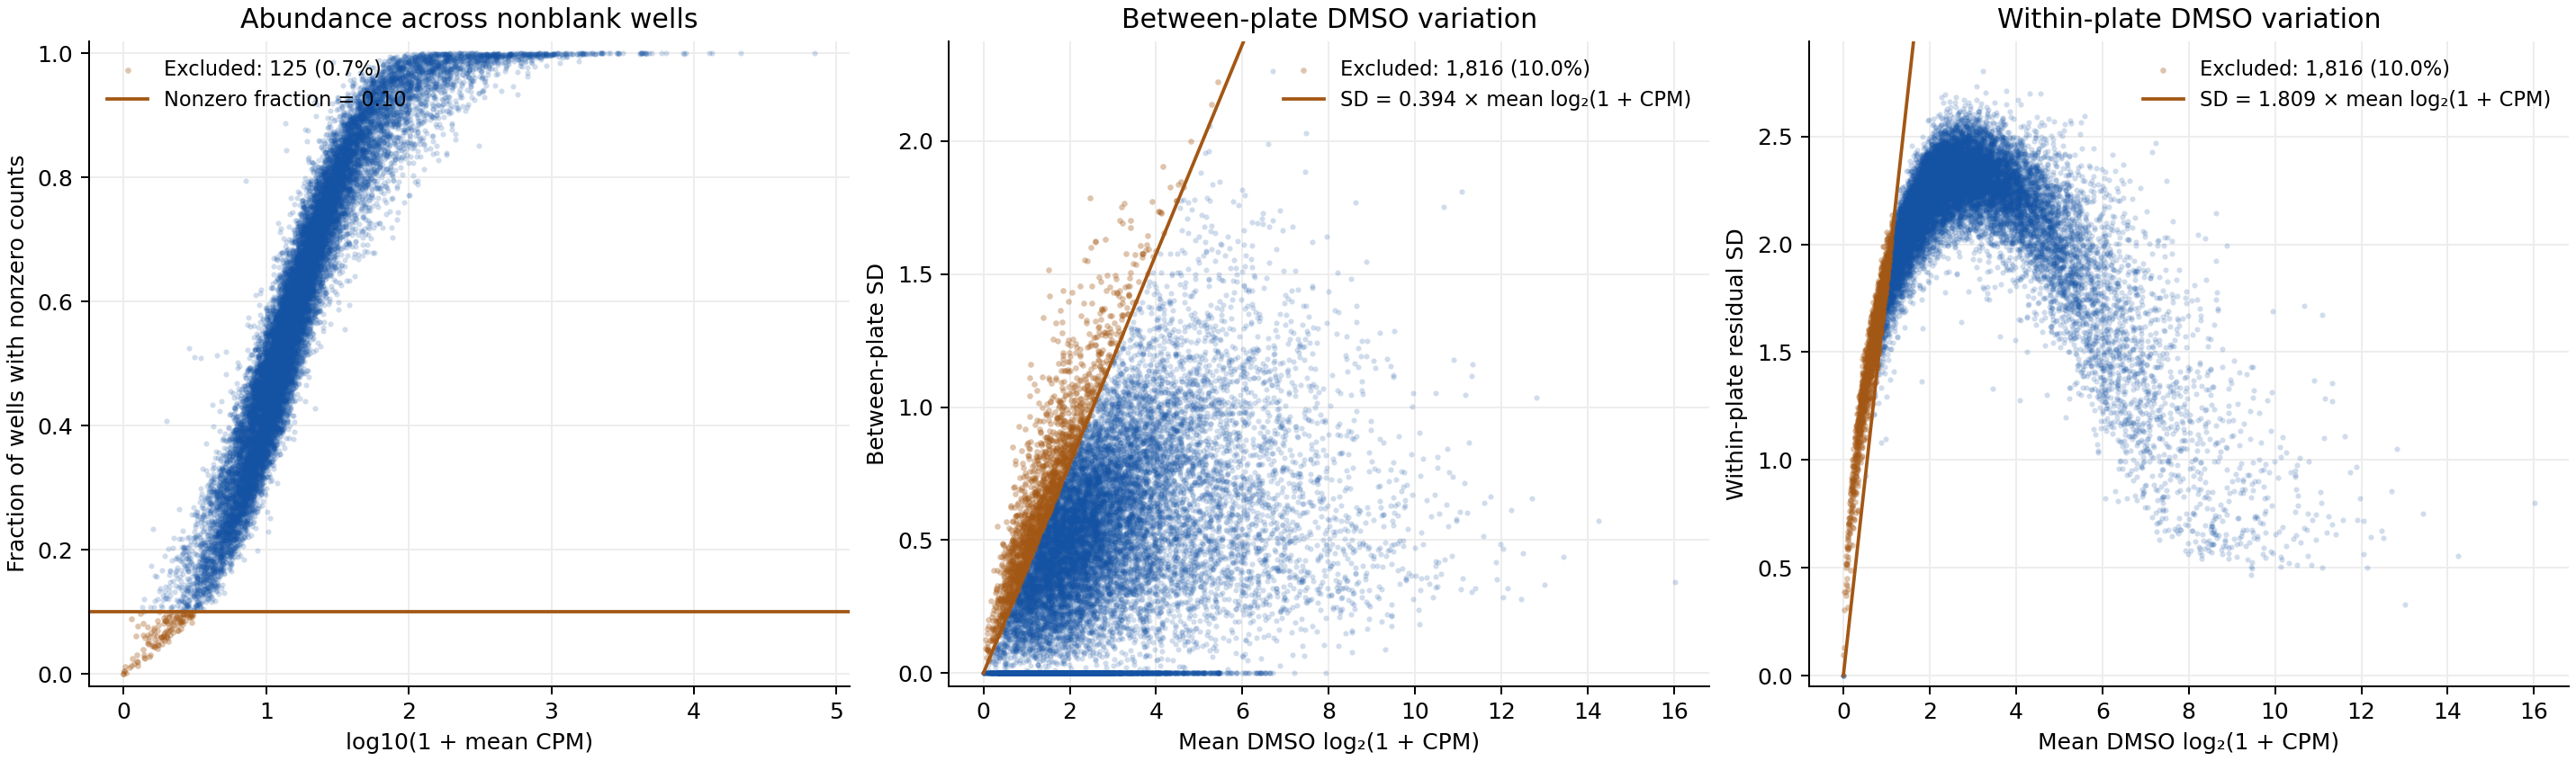 Abundance across nonblank wells
Excluded: 125 (0.7%)
Nonzero fraction = 0.10
Fraction of wells with nonzero counts
1.0
0.8
0.6
0.4
0.2
0.0
0 1 2 3 4 5
log10(1 + mean CPM)
Between-plate DMSO variation
Excluded: 1,816 (10.0%)
SD = 0.394 × mean log₂(1 + CPM)
Between-plate SD
2.0
1.5
1.0
0.5
0.0
0 2 4 6 8 10 12 14 16
Mean DMSO log₂(1 + CPM)
Within-plate DMSO variation
Excluded: 1,816 (10.0%)
SD = 1.809 × mean log₂(1 + CPM)
Within-plate residual SD
2.5
2.0
1.5
1.0
0.5
0.0
0 2 4 6 8 10 12 14 16
Mean DMSO log₂(1 + CPM)